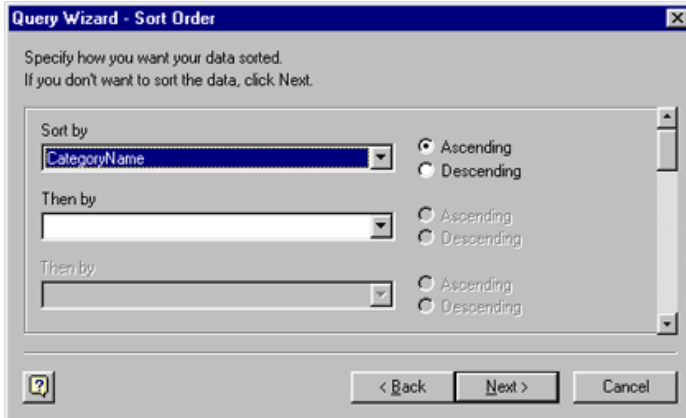 Query Wizard - Sort Order
Specify how you want your data sorted.
If you don't want to sort the data, click Next.
Sort by
CategoryName
Ascending
Descending
Then by
Ascending
Descending
Then by
Ascending
Descending
< Back
Next >
Cancel